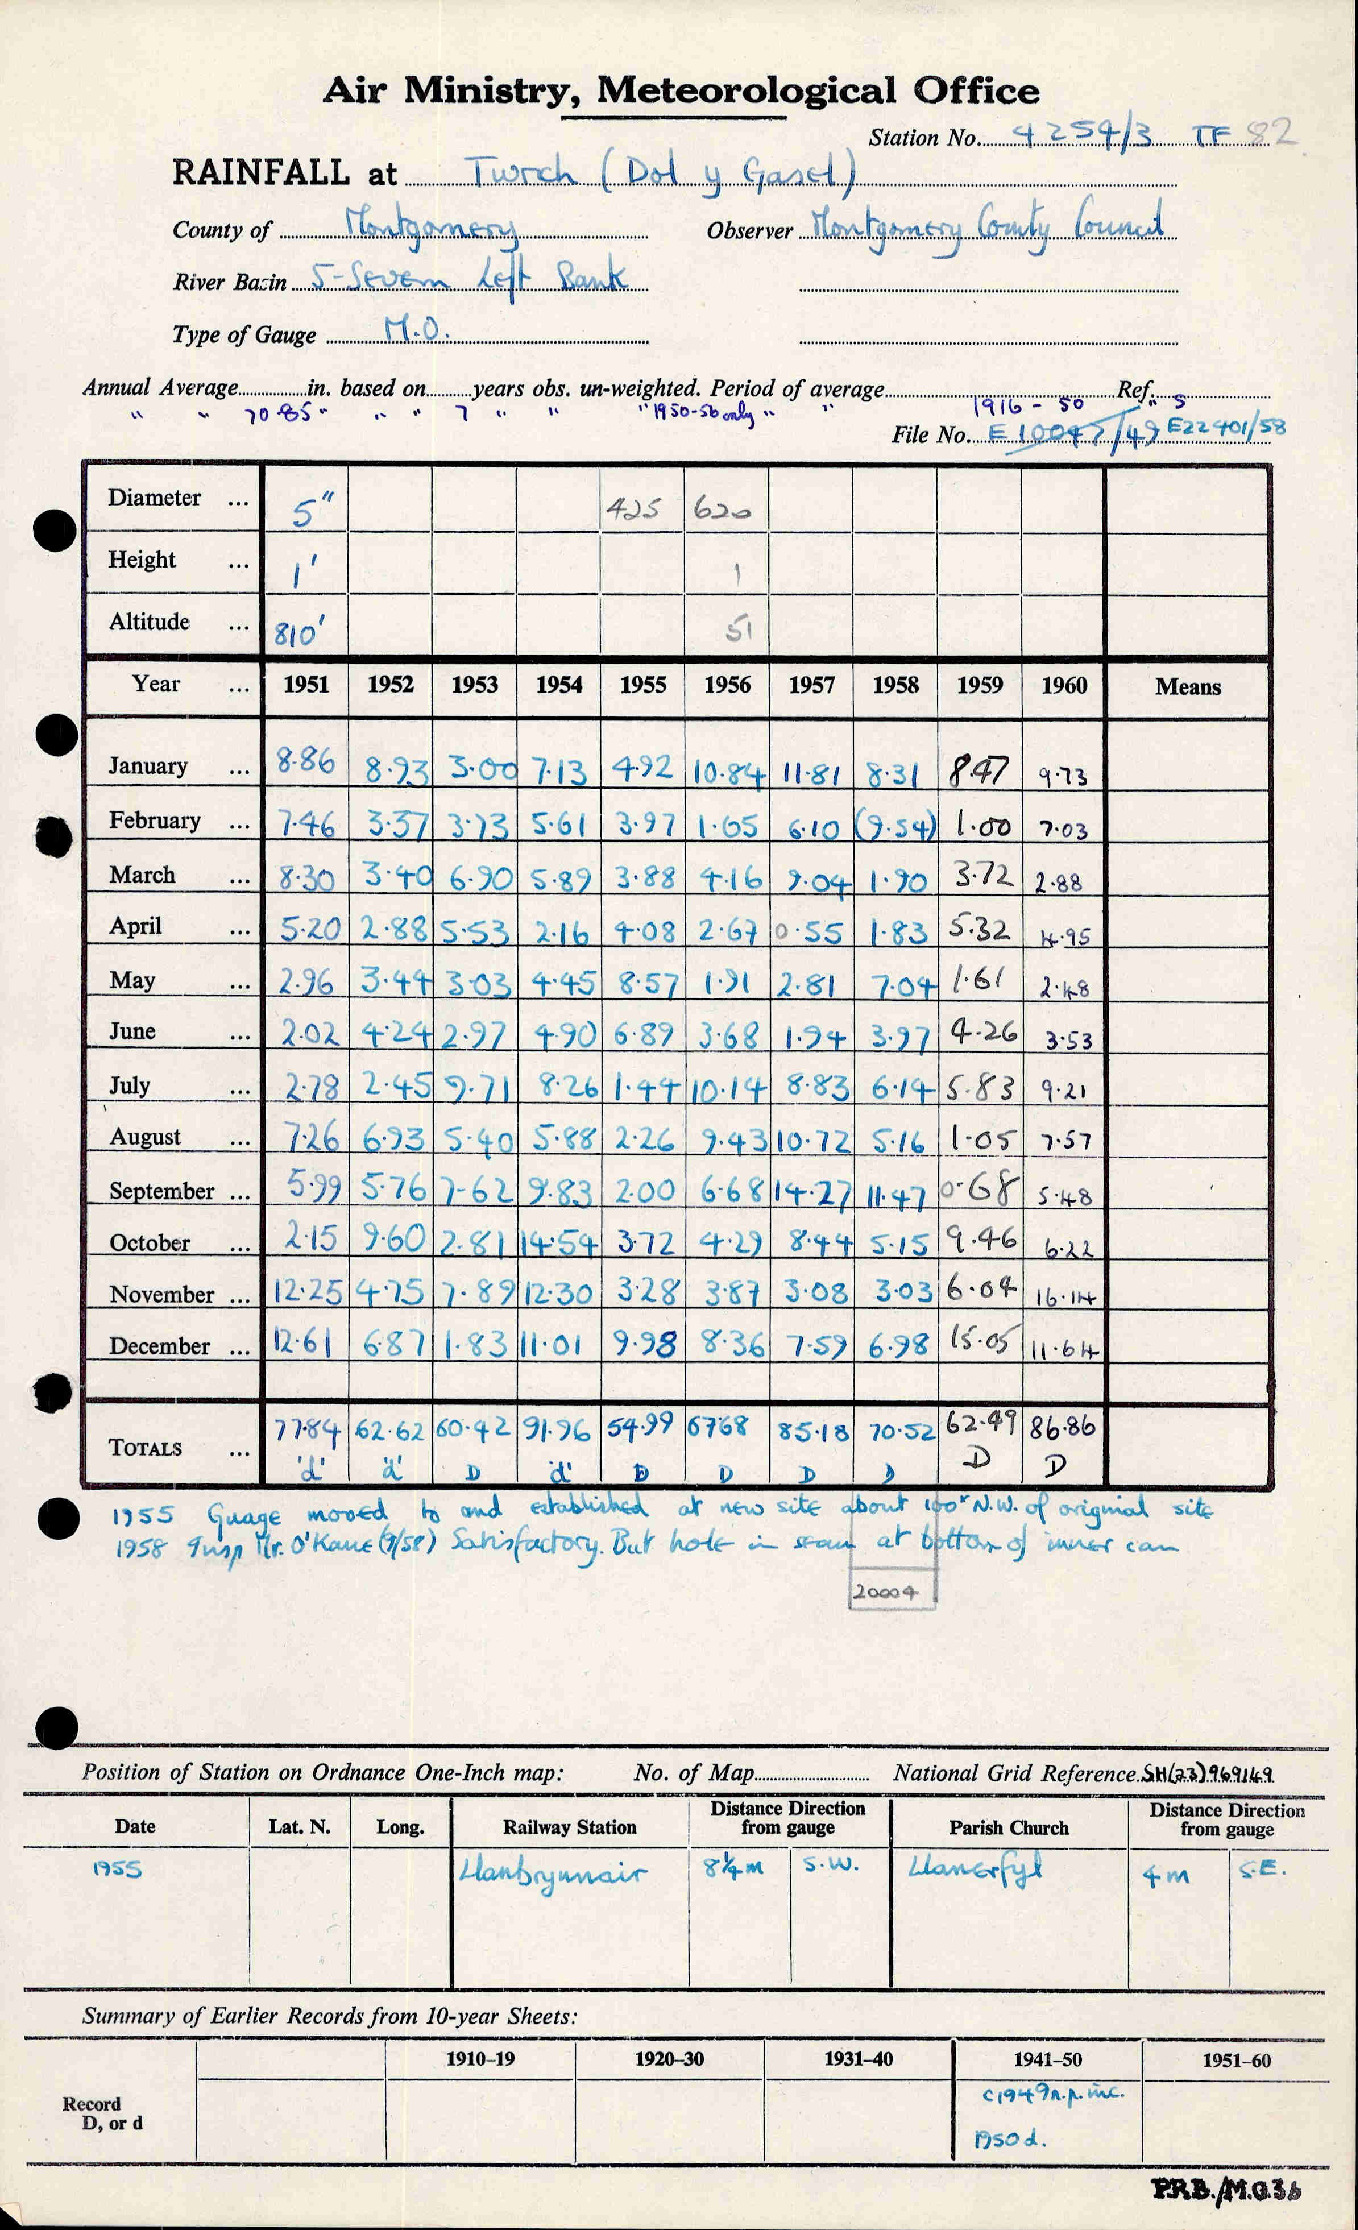 Air Ministry, Meteorological Office
Station No. 4254/3 TF 82
RAINFALL at Twrch (Dol y Gasel)
County of Montgomery Observer Montgomery County Council
River Basin 5-Severn Left Bank
Type of Gauge M.O.
Annual Average in. based on years obs. un-weighted. Period of average Ref.
" " 70.85" " " 7 " " "1950-56 only" " 1916-50 " S
File No. E 10047/49 E22401/58
Diameter ... 5" 425 620
Height ... 1' 1
Altitude ... 810' 51
Year ... 1951 1952 1953 1954 1955 1956 1957 1958 1959 1960 Means
January ... 8.86 8.93 3.00 7.13 4.92 10.84 11.81 8.31 8.47 9.73
February ... 7.46 3.37 3.73 5.61 3.97 1.65 6.10 (9.54) 1.00 7.03
March ... 8.30 3.40 6.90 5.89 3.88 4.16 9.04 1.90 3.72 2.88
April ... 5.20 2.88 5.53 2.16 4.08 2.67 0.55 1.83 5.32 4.95
May ... 2.96 3.44 3.03 4.45 8.57 1.91 2.81 7.04 1.61 2.48
June ... 2.02 4.24 2.97 4.90 6.89 3.68 1.94 3.97 4.26 3.53
July ... 2.78 2.45 9.71 8.26 1.44 10.14 8.83 6.14 5.83 9.21
August ... 7.26 6.93 5.40 5.88 2.26 9.43 10.72 5.16 1.05 7.57
September ... 5.99 5.76 7.62 9.83 2.00 6.68 14.27 11.47 0.68 5.48
October ... 2.15 9.60 2.81 14.54 3.72 4.29 8.44 5.15 9.46 6.22
November ... 12.25 4.75 7.89 12.30 3.28 3.87 3.08 3.03 6.04 16.14
December ... 12.61 6.87 1.83 11.01 9.98 8.36 7.59 6.98 15.05 11.64
TOTALS ... 77.84 62.62 60.42 91.96 54.99 67.68 85.18 70.52 62.49 86.86
'd' 'd' D 'd' D D D D D D
1955 Guage moved to and established at new site about 100x N.W. of original site
1958 Insp Mr. O'Kane (9/58) Satisfactory. But hole in seam at bottom of inner can
20004
Position of Station on Ordnance One-Inch map: No. of Map National Grid Reference SH(23)969149
Date Lat. N. Long. Railway Station Distance Direction from gauge Parish Church Distance Direction from gauge
1955 Llanbrynmair 8¼m S.W. Llanerfyl 4m S.E.
Summary of Earlier Records from 10-year Sheets:
1910–19 1920–30 1931–40 1941–50 1951–60
Record D, or d C1949 n.p. inc.
1950 d.
P.R.B./M.O.3b